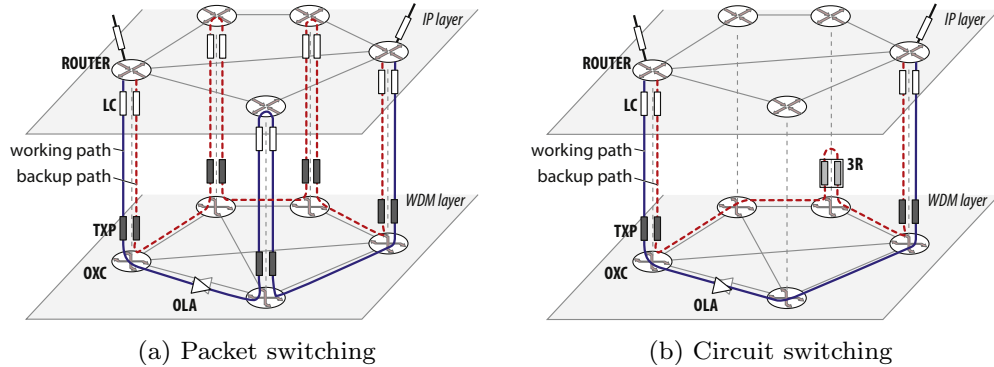 IP layer
ROUTER
LC
working path
backup path
WDM layer
TXP
OXC
OLA
(a) Packet switching
IP layer
ROUTER
LC
working path
backup path
3R
WDM layer
TXP
OXC
OLA
(b) Circuit switching